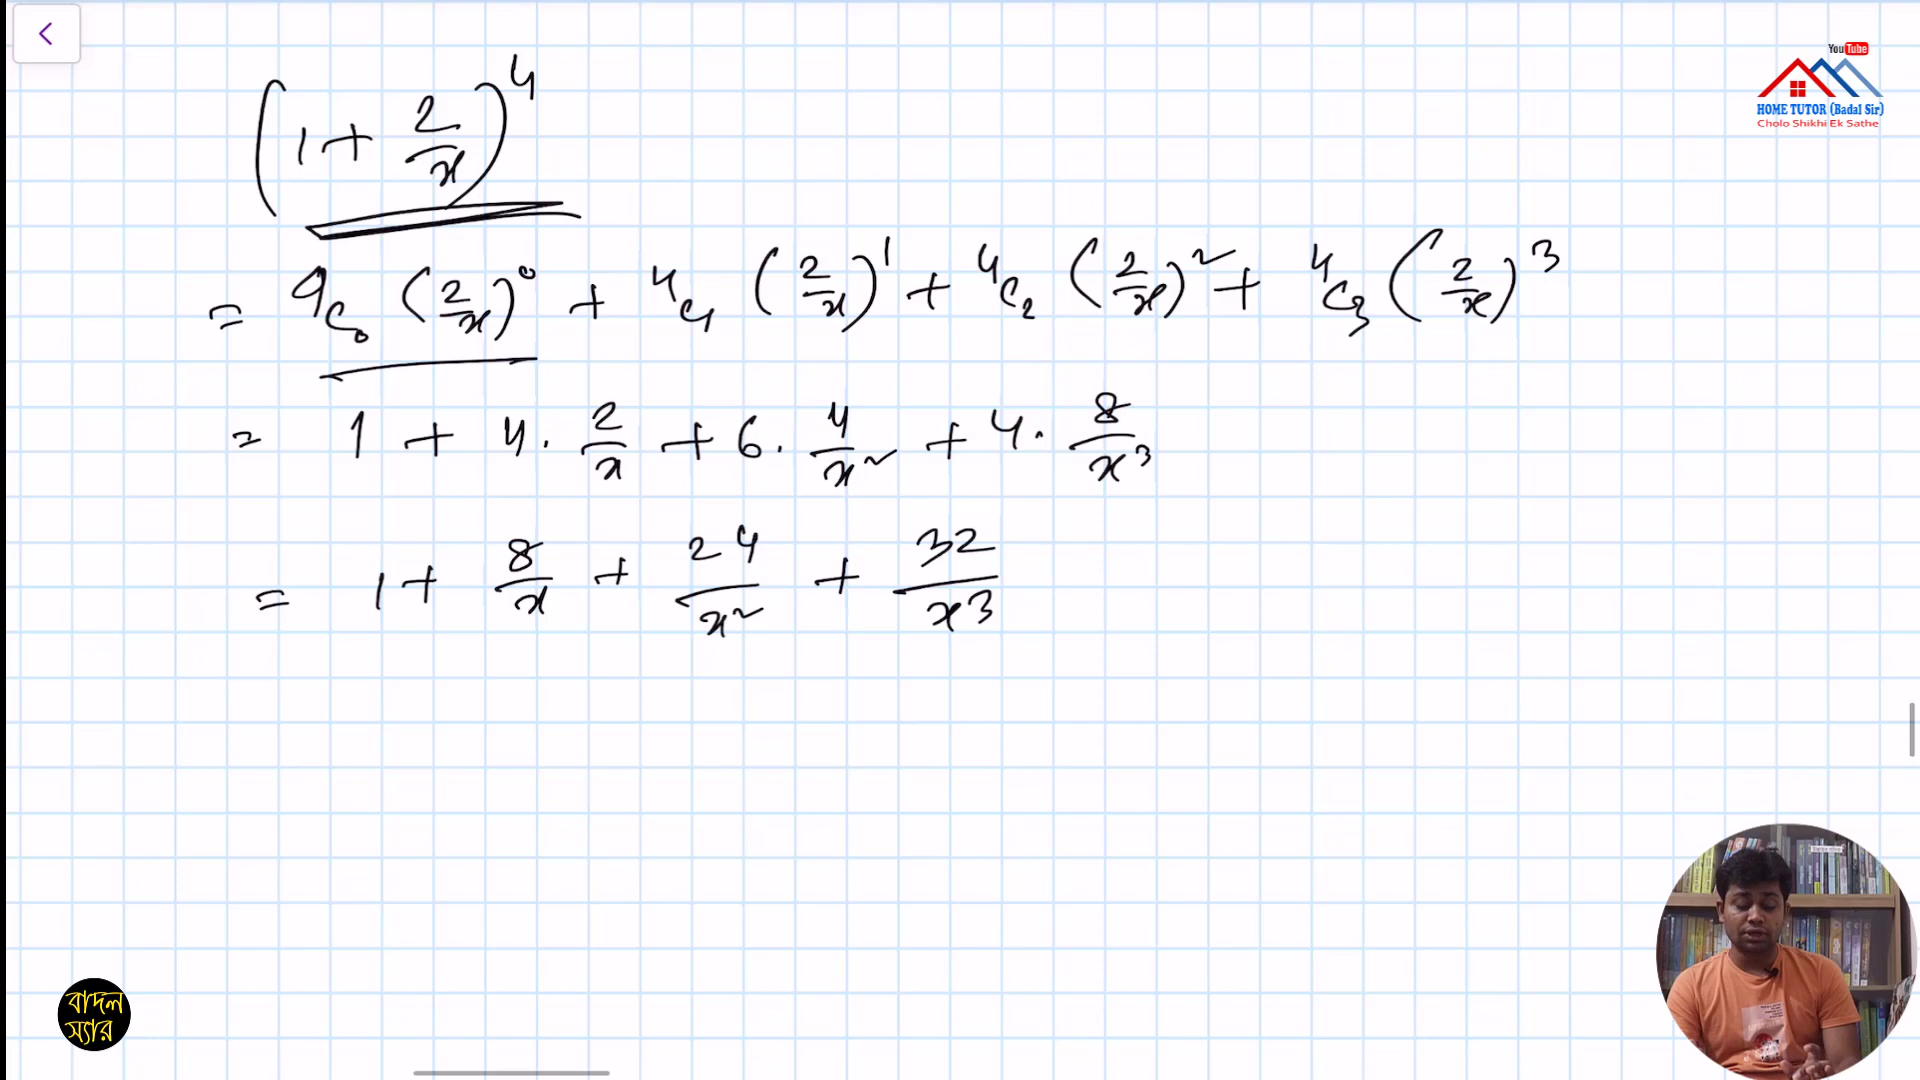 YouTube
HOME TUTOR (Badal Sir)
Cholo Shikhi Ek Sathe
(1 + 2/x)^4
= 4C0 (2/x)^0 + 4C1 (2/x)^1 + 4C2 (2/x)^2 + 4C3 (2/x)^3
= 1 + 4 · 2/x + 6 · 4/x^2 + 4 · 8/x^3
= 1 + 8/x + 24/x^2 + 32/x^3
বাদল
স্যার